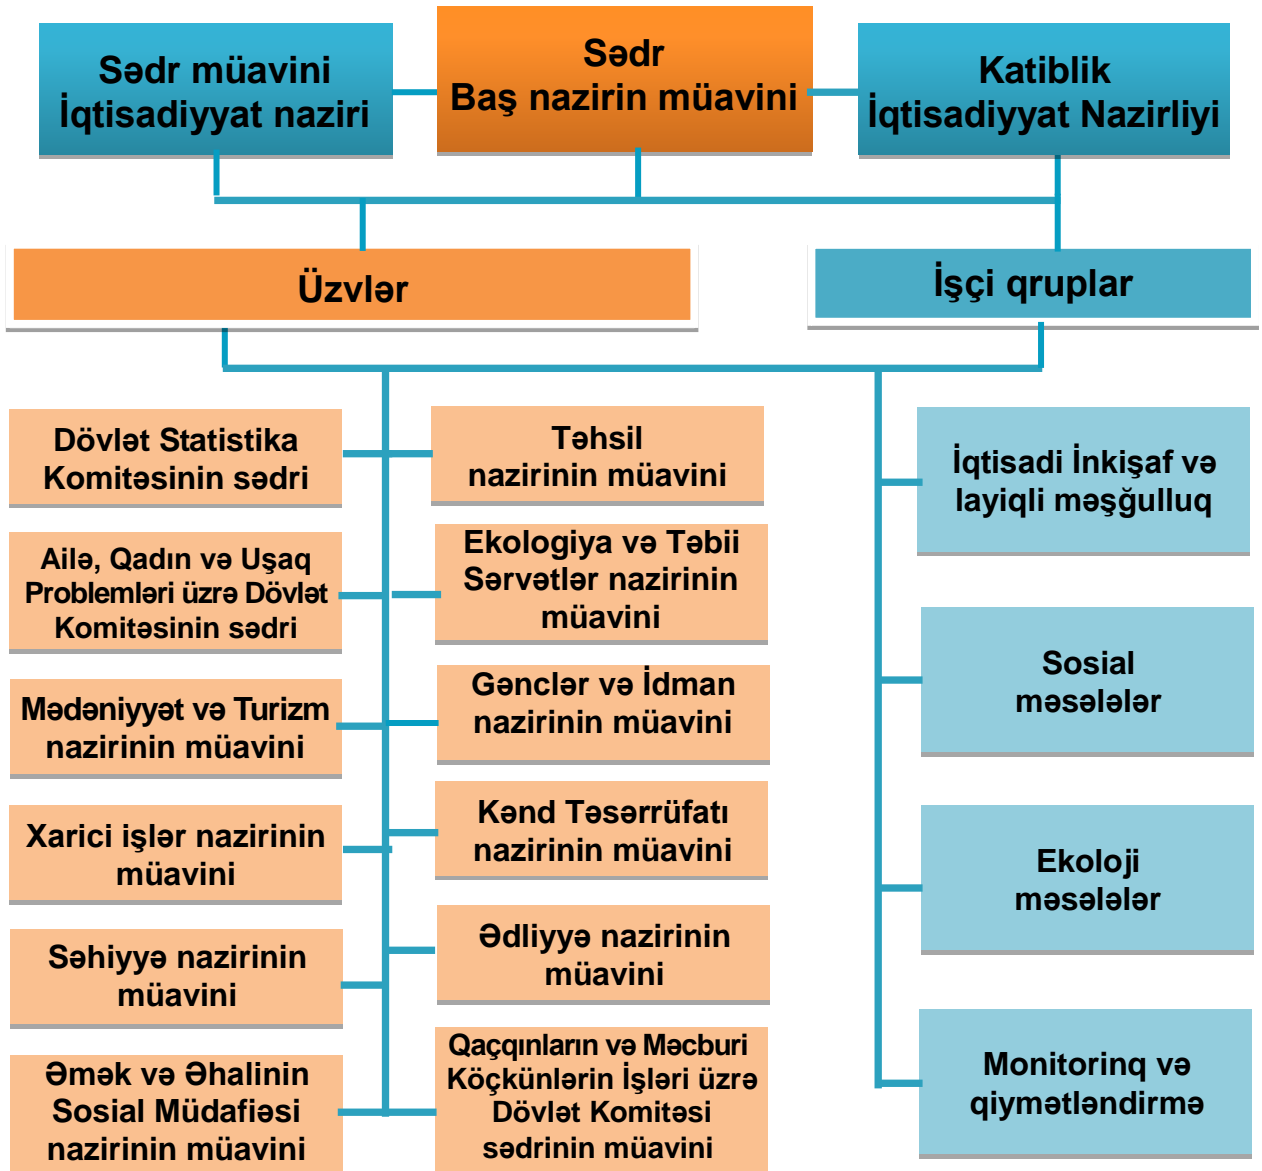 Sədr müavini
İqtisadiyyat naziri
Sədr
Baş nazirin müavini
Katiblik
İqtisadiyyat Nazirliyi
Üzvlər
İşçi qruplar
Dövlət Statistika
Komitəsinin sədri
Təhsil
nazirinin müavini
Ailə, Qadın və Uşaq
Problemləri üzrə Dövlət
Komitəsinin sədri
Ekologiya və Təbii
Sərvətlər nazirinin
müavini
Mədəniyyət və Turizm
nazirinin müavini
Gənclər və İdman
nazirinin müavini
Xarici işlər nazirinin
müavini
Kənd Təsərrüfatı
nazirinin müavini
Səhiyyə nazirinin
müavini
Ədliyyə nazirinin
müavini
Əmək və Əhalinin
Sosial Müdafiəsi
nazirinin müavini
Qaçqınların və Məcburi
Köçkünlərin İşləri üzrə
Dövlət Komitəsi
sədrinin müavini
İqtisadi İnkişaf və
layiqli məşğulluq
Sosial
məsələlər
Ekoloji
məsələlər
Monitorinq və
qiymətləndirmə